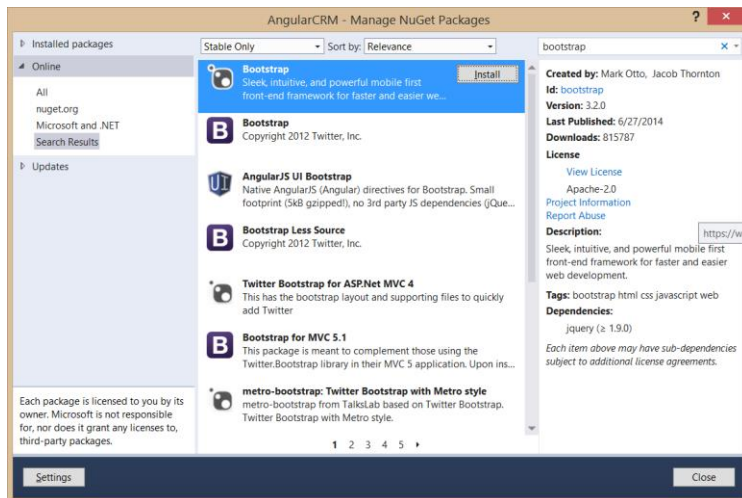 AngularCRM - Manage NuGet Packages
?
×
Installed packages
Online
All
nuget.org
Microsoft and .NET
Search Results
Updates
Each package is licensed to you by its
owner. Microsoft is not responsible
for, nor does it grant any licenses to,
third-party packages.
Stable Only
Sort by: Relevance
Bootstrap
Sleek, intuitive, and powerful mobile first
front-end framework for faster and easier we...
Install
Bootstrap
Copyright 2012 Twitter, Inc.
AngularJS UI Bootstrap
Native AngularJS (Angular) directives for Bootstrap. Small
footprint (5kB gzipped!), no 3rd party JS dependencies (jQue...
Bootstrap Less Source
Copyright 2012 Twitter, Inc.
Twitter Bootstrap for ASP.Net MVC 4
This has the bootstrap layout and supporting files to quickly
add Twitter
Bootstrap for MVC 5.1
This package is meant to complement those using the
Twitter.Bootstrap library in their MVC 5 application. Upon ins...
metro-bootstrap: Twitter Bootstrap with Metro style
metro-bootstrap from TalksLab based on Twitter Bootstrap.
Twitter Bootstrap with Metro style.
1 2 3 4 5
bootstrap
Created by: Mark Otto, Jacob Thornton
Id: bootstrap
Version: 3.2.0
Last Published: 6/27/2014
Downloads: 815787
License
View License
Apache-2.0
Project Information
Report Abuse
Description:
https://w
Sleek, intuitive, and powerful mobile first
front-end framework for faster and easier
web development.
Tags: bootstrap html css javascript web
Dependencies:
jquery (≥ 1.9.0)
Each item above may have sub-dependencies
subject to additional license agreements.
Settings
Close